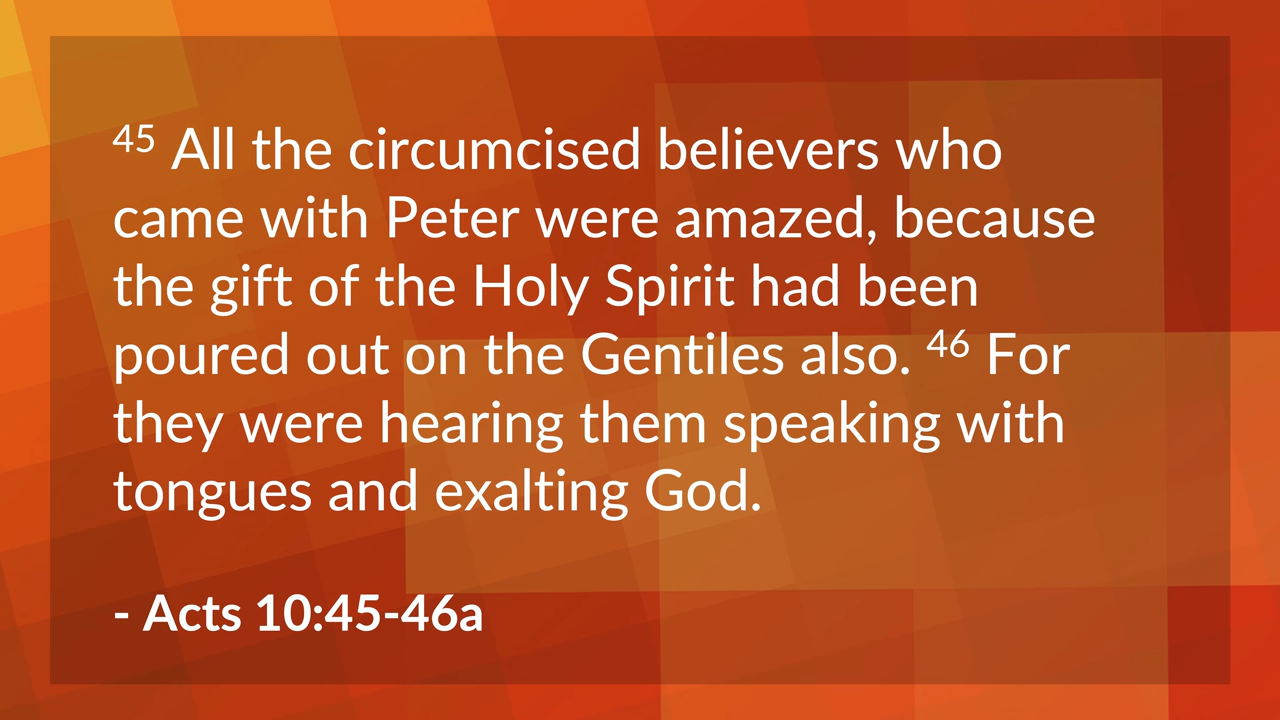 45 All the circumcised believers who
came with Peter were amazed, because
the gift of the Holy Spirit had been
poured out on the Gentiles also. 46 For
they were hearing them speaking with
tongues and exalting God.
- Acts 10:45-46a